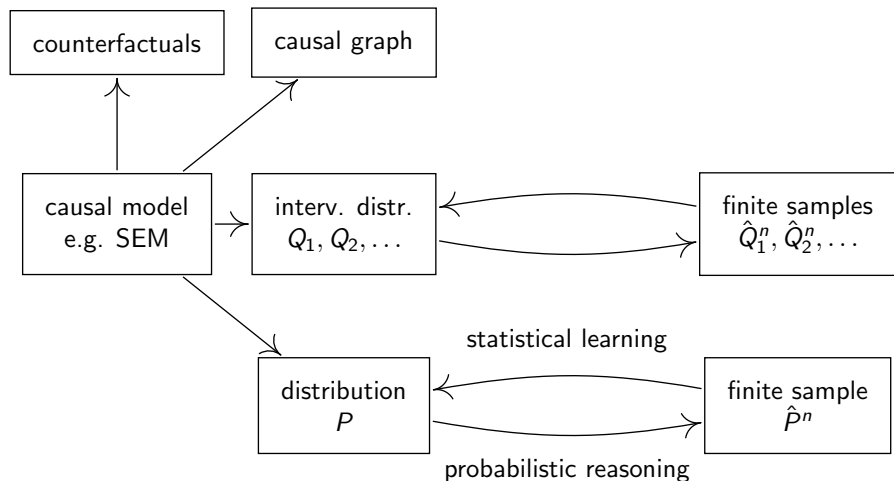 counterfactuals
causal graph
causal model
e.g. SEM
interv. distr.
Q₁, Q₂, . . .
finite samples
Q̂₁ⁿ, Q̂₂ⁿ, . . .
statistical learning
distribution
P
finite sample
P̂ⁿ
probabilistic reasoning